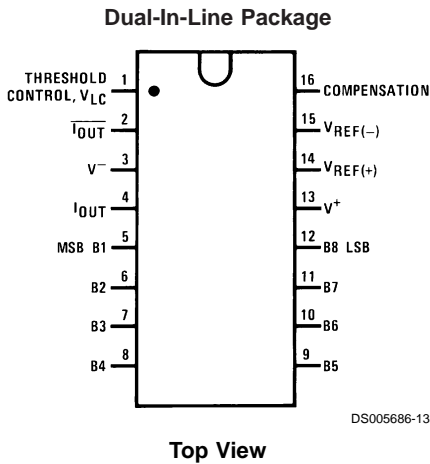 Dual-In-Line Package
THRESHOLD
CONTROL, VLC
1
16
COMPENSATION
IOUT
2
15
VREF(−)
V−
3
14
VREF(+)
IOUT
4
13
V+
MSB B1
5
12
B8 LSB
B2
6
11
B7
B3
7
10
B6
B4
8
9
B5
DS005686-13
Top View